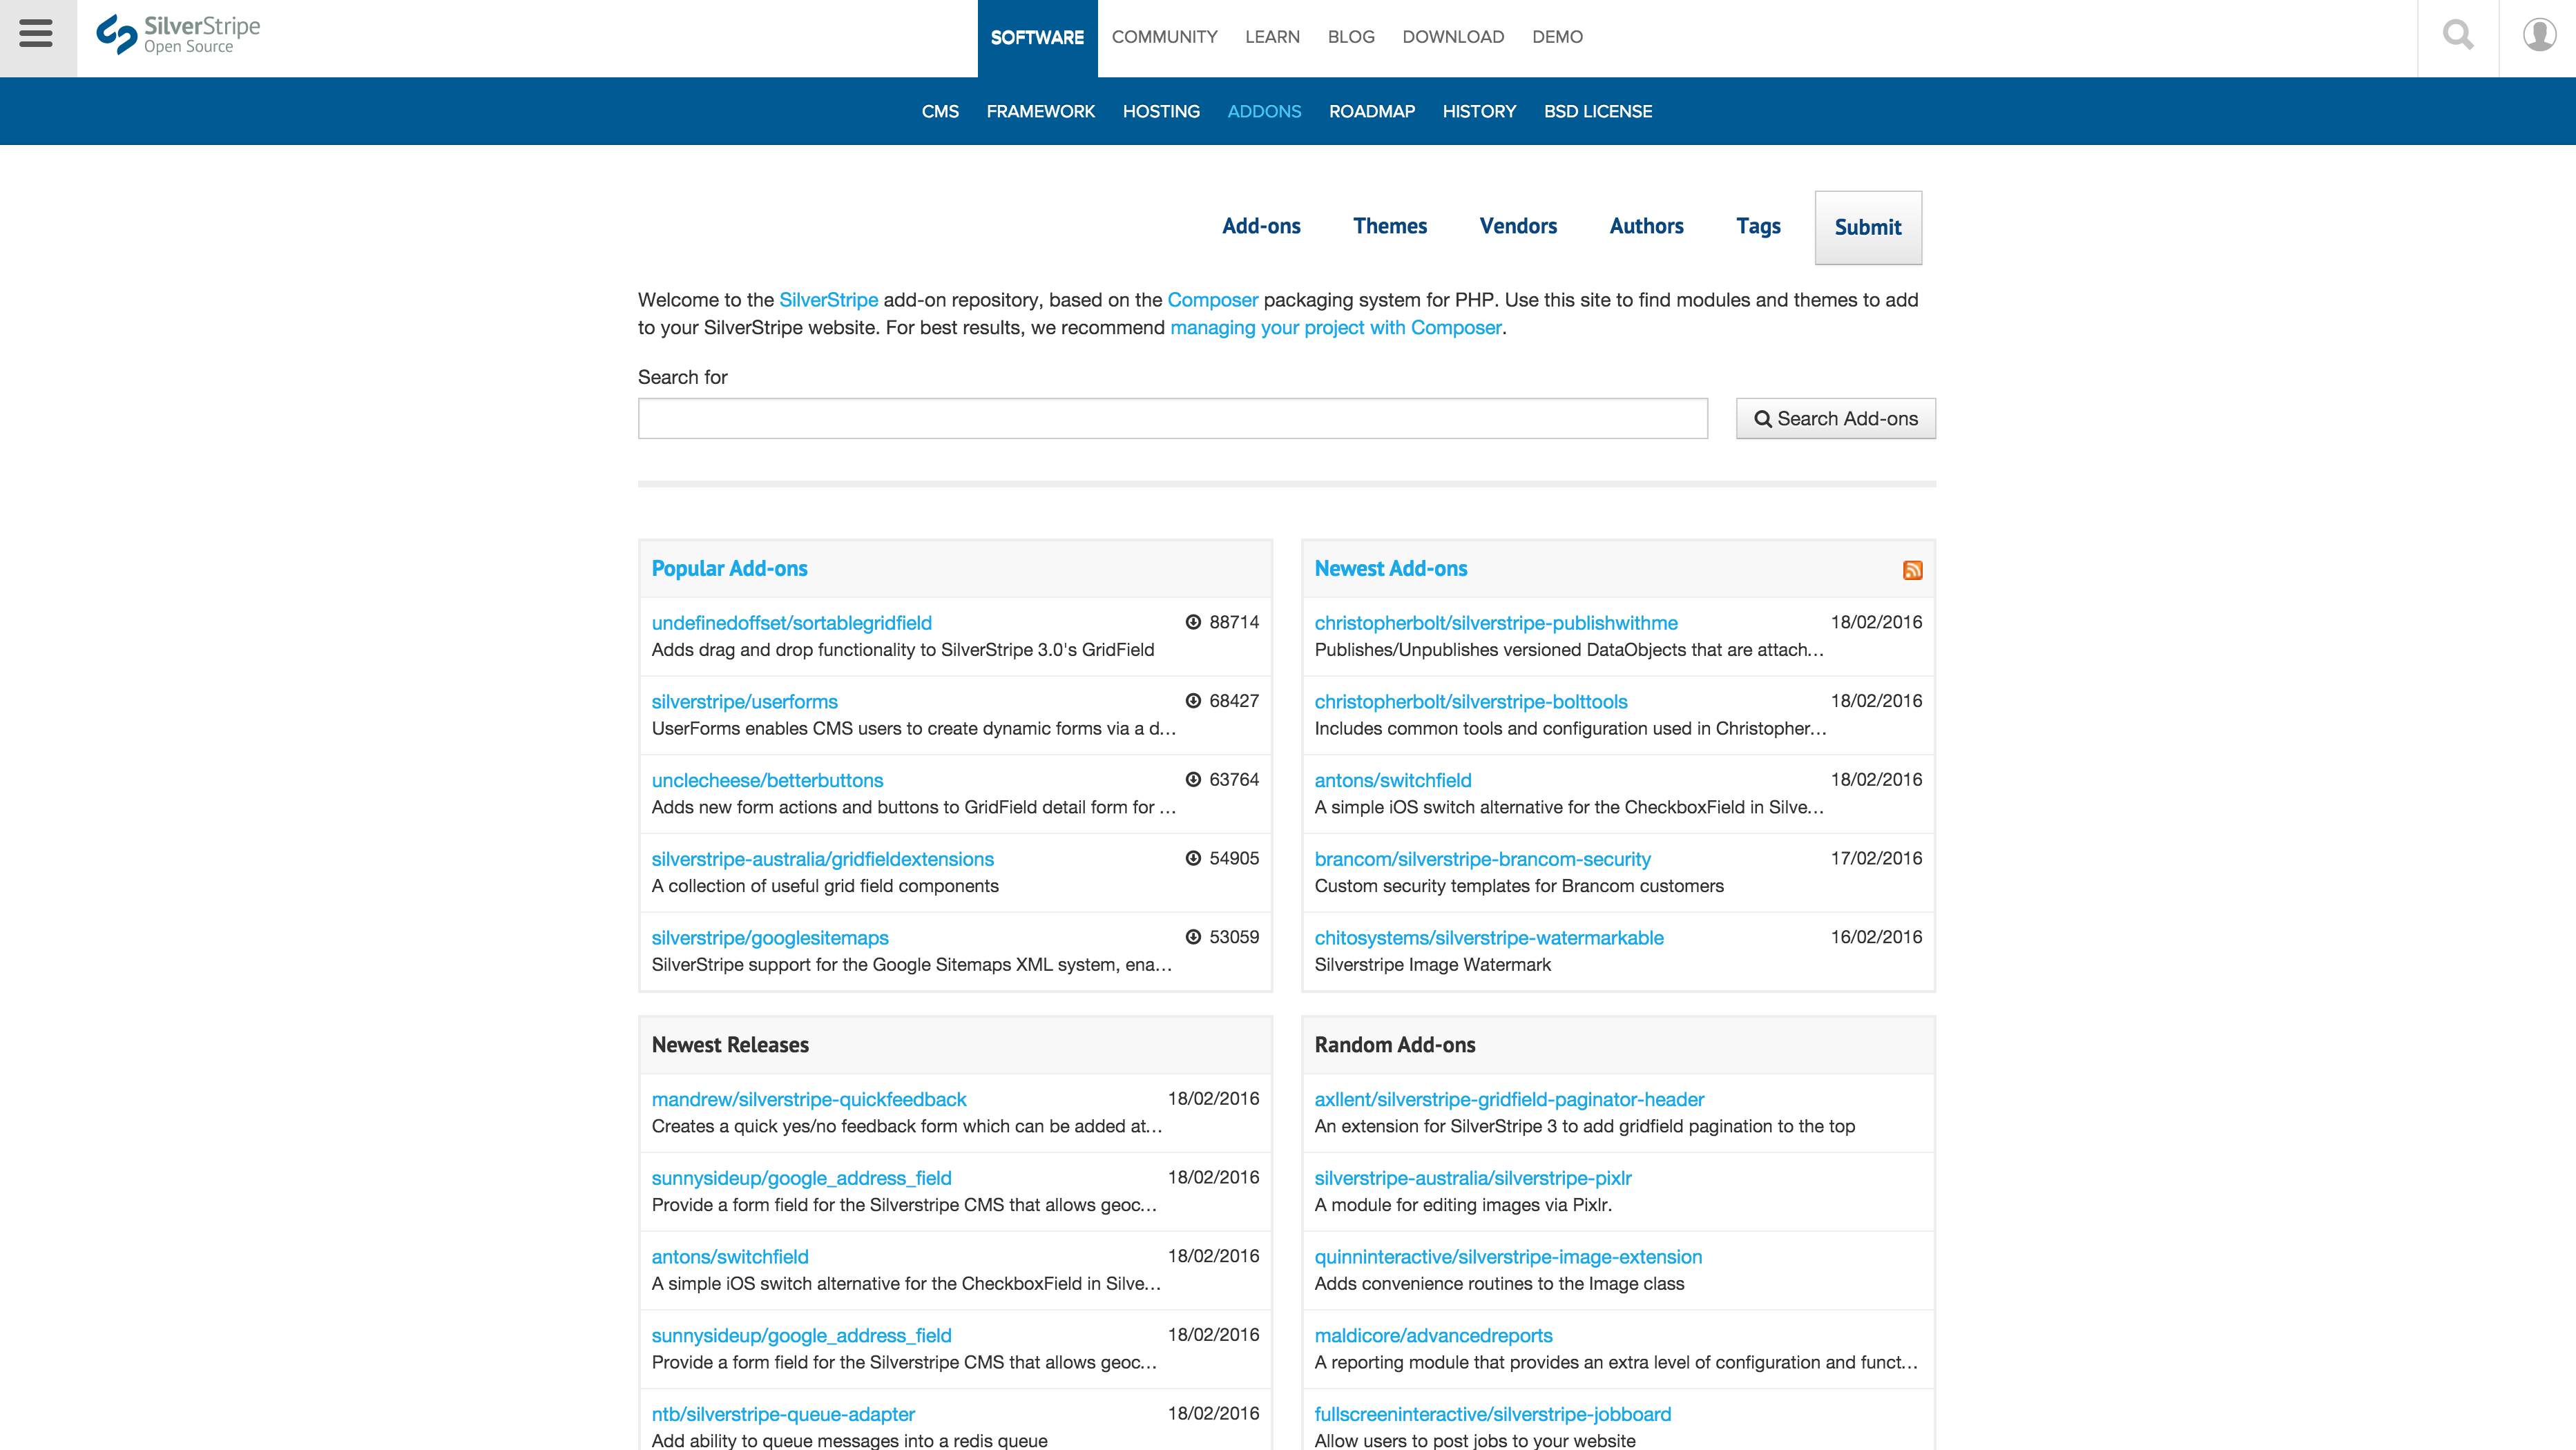 SilverStripe
Open Source
SOFTWARE COMMUNITY LEARN BLOG DOWNLOAD DEMO
CMS FRAMEWORK HOSTING ADDONS ROADMAP HISTORY BSD LICENSE
Add-ons Themes Vendors Authors Tags Submit
Welcome to the SilverStripe add-on repository, based on the Composer packaging system for PHP. Use this site to find modules and themes to add
to your SilverStripe website. For best results, we recommend managing your project with Composer.
Search for
Search Add-ons
Popular Add-ons
undefinedoffset/sortablegridfield 88714
Adds drag and drop functionality to SilverStripe 3.0's GridField
silverstripe/userforms 68427
UserForms enables CMS users to create dynamic forms via a d...
unclecheese/betterbuttons 63764
Adds new form actions and buttons to GridField detail form for ...
silverstripe-australia/gridfieldextensions 54905
A collection of useful grid field components
silverstripe/googlesitemaps 53059
SilverStripe support for the Google Sitemaps XML system, ena...
Newest Add-ons
christopherbolt/silverstripe-publishwithme 18/02/2016
Publishes/Unpublishes versioned DataObjects that are attach...
christopherbolt/silverstripe-bolttools 18/02/2016
Includes common tools and configuration used in Christopher...
antons/switchfield 18/02/2016
A simple iOS switch alternative for the CheckboxField in Silve...
brancom/silverstripe-brancom-security 17/02/2016
Custom security templates for Brancom customers
chitosystems/silverstripe-watermarkable 16/02/2016
Silverstripe Image Watermark
Newest Releases
mandrew/silverstripe-quickfeedback 18/02/2016
Creates a quick yes/no feedback form which can be added at...
sunnysideup/google_address_field 18/02/2016
Provide a form field for the Silverstripe CMS that allows geoc...
antons/switchfield 18/02/2016
A simple iOS switch alternative for the CheckboxField in Silve...
sunnysideup/google_address_field 18/02/2016
Provide a form field for the Silverstripe CMS that allows geoc...
ntb/silverstripe-queue-adapter 18/02/2016
Add ability to queue messages into a redis queue
Random Add-ons
axllent/silverstripe-gridfield-paginator-header
An extension for SilverStripe 3 to add gridfield pagination to the top
silverstripe-australia/silverstripe-pixlr
A module for editing images via Pixlr.
quinninteractive/silverstripe-image-extension
Adds convenience routines to the Image class
maldicore/advancedreports
A reporting module that provides an extra level of configuration and funct...
fullscreeninteractive/silverstripe-jobboard
Allow users to post jobs to your website